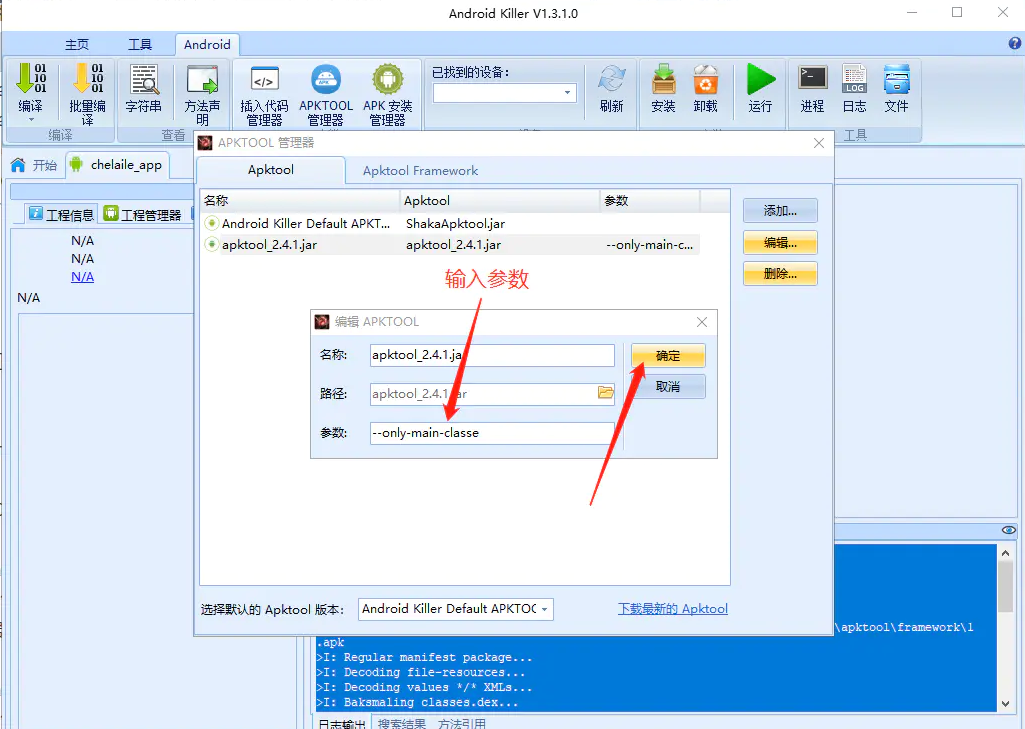 Android Killer V1.3.1.0
主页 工具 Android
编译 批量编译 字符串 方法声明 插入代码管理器 APKTOOL管理器 APK 安装管理器 已找到的设备: 刷新 安装 卸载 运行 进程 日志 文件
编译 查看 工具
APKTOOL 管理器
开始 chelaile_app
Apktool Apktool Framework
工程信息 工程管理器
名称 Apktool 参数
Android Killer Default APKT... ShakaApktool.jar
apktool_2.4.1.jar apktool_2.4.1.jar --only-main-c...
添加...
编辑...
删除...
N/A
N/A
N/A
N/A
输入参数
编辑 APKTOOL
名称: apktool_2.4.1.ja
确定
路径: apktool_2.4.1.jar
取消
参数: --only-main-classe
选择默认的 Apktool 版本: Android Killer Default APKTOC 下载最新的 Apktool
\apktool\framework\1
.apk
>I: Regular manifest package...
>I: Decoding file-resources...
>I: Decoding values */* XMLs...
>I: Baksmaling classes.dex...
日志输出 搜索结果 方法引用